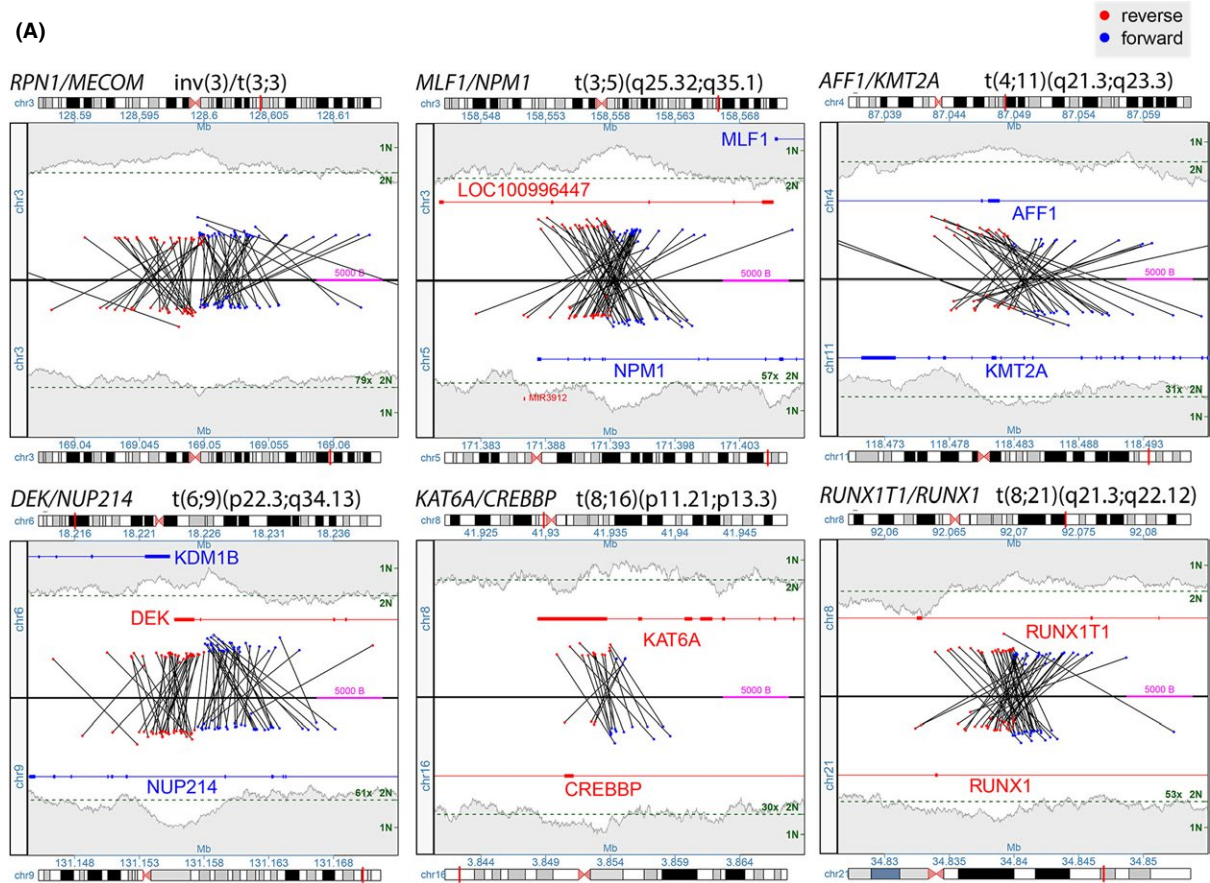 (A)
reverse
forward
RPN1/MECOM inv(3)/t(3;3)
chr3
128.59 128.595 128.60 128.605 128.61
Mb
1N
2N
chr3
5000 B
chr3
79x 2N
1N
Mb
169.04 169.045 169.05 169.055 169.06
chr3
MLF1/NPM1 t(3;5)(q25.32;q35.1)
chr3
158.548 158.553 158.558 158.563 158.568
Mb
MLF1
1N
2N
chr3
LOC100996447
5000 B
chr5
NPM1
57x 2N
MIR3912
1N
Mb
171.383 171.388 171.393 171.398 171.403
chr5
AFF1/KMT2A t(4;11)(q21.3;q23.3)
chr4
87.039 87.044 87.049 87.054 87.059
Mb
1N
2N
chr4
AFF1
5000 B
chr11
KMT2A
31x 2N
1N
Mb
118.473 118.478 118.483 118.488 118.493
chr11
DEK/NUP214 t(6;9)(p22.3;q34.13)
chr6
18.216 18.221 18.226 18.231 18.236
Mb
KDM1B
1N
2N
chr6
DEK
5000 B
chr9
NUP214
61x 2N
1N
Mb
131.148 131.153 131.158 131.163 131.168
chr9
KAT6A/CREBBP t(8;16)(p11.21;p13.3)
chr8
41.925 41.93 41.935 41.94 41.945
Mb
1N
2N
chr8
KAT6A
5000 B
chr16
CREBBP
30x 2N
1N
Mb
3.844 3.849 3.854 3.859 3.864
chr16
RUNX1T1/RUNX1 t(8;21)(q21.3;q22.12)
chr8
92.06 92.065 92.07 92.075 92.08
Mb
1N
2N
chr8
RUNX1T1
5000 B
chr21
RUNX1
53x 2N
1N
Mb
34.83 34.835 34.84 34.845 34.85
chr21